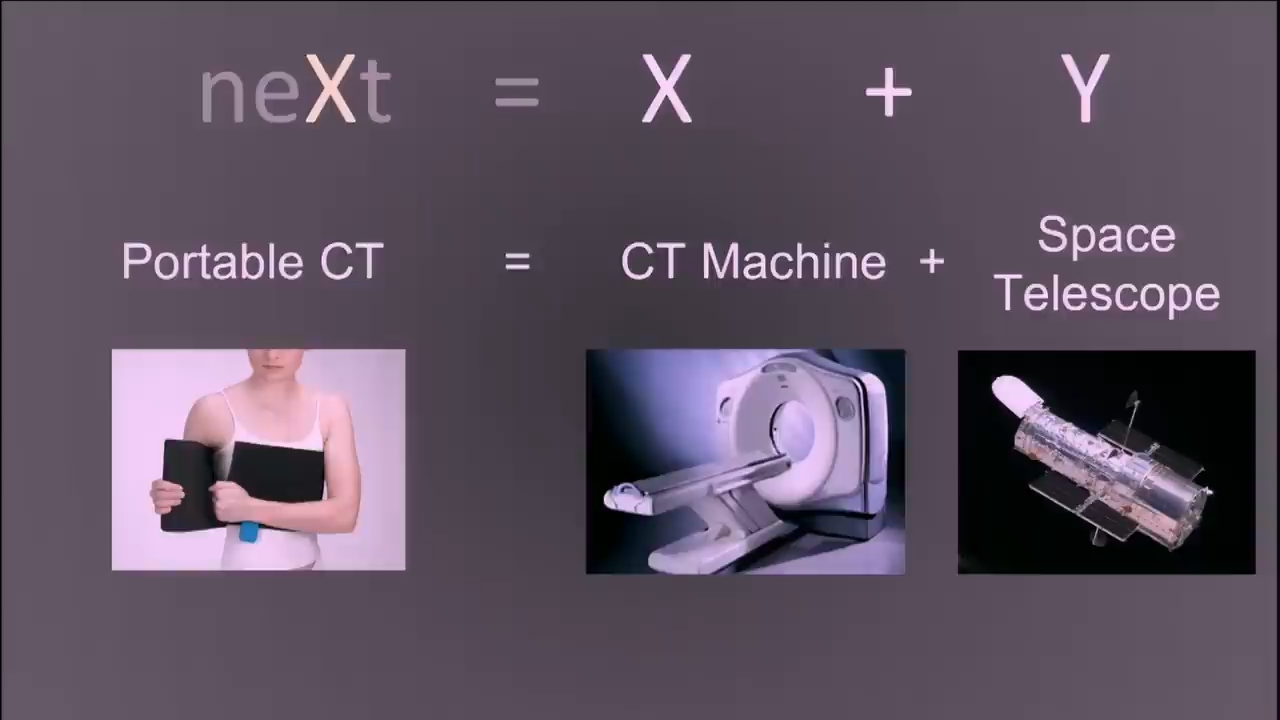 neXt = X + Y
Portable CT = CT Machine + Space Telescope